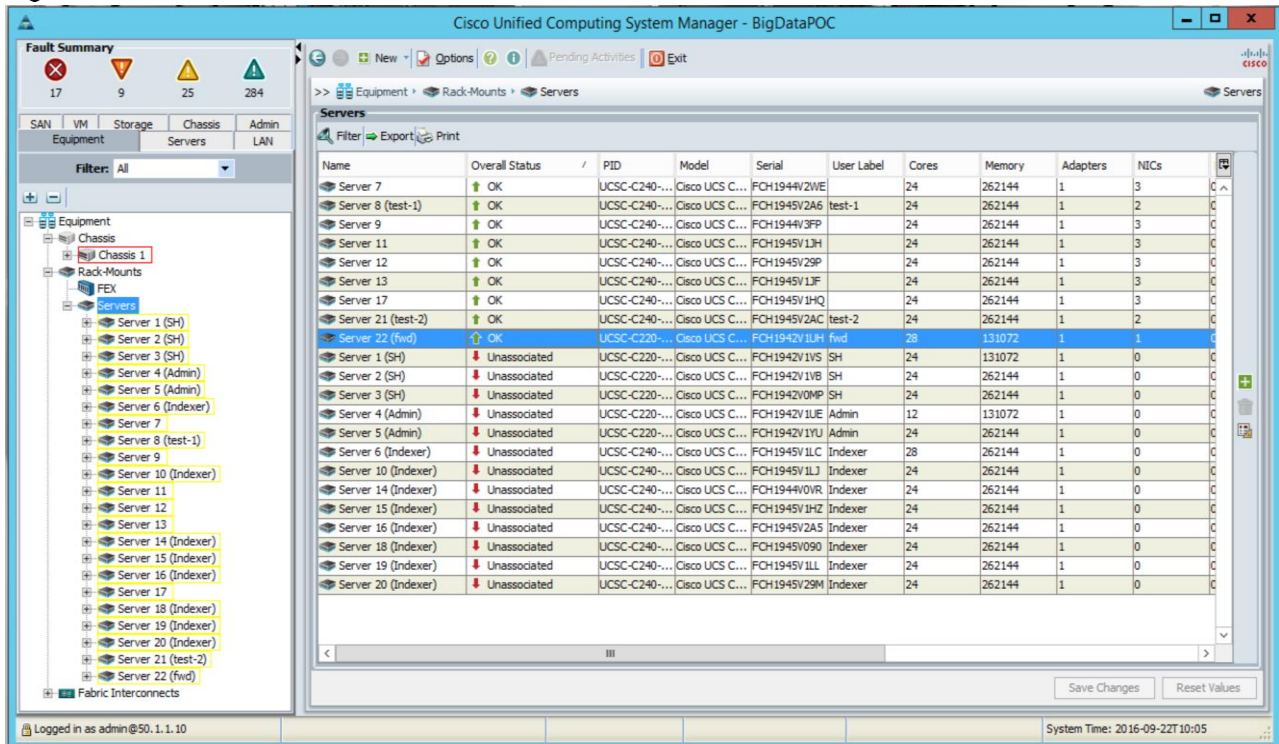 Cisco Unified Computing System Manager - BigDataPOC
Fault Summary
17 9 25 284
SAN VM Storage Chassis Admin
Equipment Servers LAN
Filter: All
Equipment
Chassis
Chassis 1
Rack-Mounts
FEX
Servers
Server 1 (SH)
Server 2 (SH)
Server 3 (SH)
Server 4 (Admin)
Server 5 (Admin)
Server 6 (Indexer)
Server 7
Server 8 (test-1)
Server 9
Server 10 (Indexer)
Server 11
Server 12
Server 13
Server 14 (Indexer)
Server 15 (Indexer)
Server 16 (Indexer)
Server 17
Server 18 (Indexer)
Server 19 (Indexer)
Server 20 (Indexer)
Server 21 (test-2)
Server 22 (fwd)
Fabric Interconnects
New Options Pending Activities Exit
CISCO
>> Equipment Rack-Mounts Servers Servers
Servers
Filter Export Print
Name Overall Status / PID Model Serial User Label Cores Memory Adapters NICs
Server 7 OK UCSC-C240-... Cisco UCS C... FCH1944V2WE 24 262144 1 3
Server 8 (test-1) OK UCSC-C240-... Cisco UCS C... FCH1945V2A6 test-1 24 262144 1 2
Server 9 OK UCSC-C240-... Cisco UCS C... FCH1944V3FP 24 262144 1 3
Server 11 OK UCSC-C240-... Cisco UCS C... FCH1945V1JH 24 262144 1 3
Server 12 OK UCSC-C240-... Cisco UCS C... FCH1945V29P 24 262144 1 3
Server 13 OK UCSC-C240-... Cisco UCS C... FCH1945V1JF 24 262144 1 3
Server 17 OK UCSC-C240-... Cisco UCS C... FCH1945V1HQ 24 262144 1 3
Server 21 (test-2) OK UCSC-C240-... Cisco UCS C... FCH1945V2AC test-2 24 262144 1 2
Server 22 (fwd) OK UCSC-C220-... Cisco UCS C... FCH1942V1UH fwd 28 131072 1 1
Server 1 (SH) Unassociated UCSC-C220-... Cisco UCS C... FCH1942V1VS SH 24 131072 1 0
Server 2 (SH) Unassociated UCSC-C220-... Cisco UCS C... FCH1942V1VB SH 24 262144 1 0
Server 3 (SH) Unassociated UCSC-C220-... Cisco UCS C... FCH1942V0MP SH 24 262144 1 0
Server 4 (Admin) Unassociated UCSC-C220-... Cisco UCS C... FCH1942V1UE Admin 12 131072 1 0
Server 5 (Admin) Unassociated UCSC-C220-... Cisco UCS C... FCH1942V1YU Admin 24 262144 1 0
Server 6 (Indexer) Unassociated UCSC-C240-... Cisco UCS C... FCH1945V1LC Indexer 28 262144 1 0
Server 10 (Indexer) Unassociated UCSC-C240-... Cisco UCS C... FCH1945V1LJ Indexer 24 262144 1 0
Server 14 (Indexer) Unassociated UCSC-C240-... Cisco UCS C... FCH1944V0VR Indexer 24 262144 1 0
Server 15 (Indexer) Unassociated UCSC-C240-... Cisco UCS C... FCH1945V1HZ Indexer 24 262144 1 0
Server 16 (Indexer) Unassociated UCSC-C240-... Cisco UCS C... FCH1945V2A5 Indexer 24 262144 1 0
Server 18 (Indexer) Unassociated UCSC-C240-... Cisco UCS C... FCH1945V090 Indexer 24 262144 1 0
Server 19 (Indexer) Unassociated UCSC-C240-... Cisco UCS C... FCH1945V1LL Indexer 24 262144 1 0
Server 20 (Indexer) Unassociated UCSC-C240-... Cisco UCS C... FCH1945V29M Indexer 24 262144 1 0
Save Changes Reset Values
Logged in as admin@50.1.1.10 System Time: 2016-09-22T10:05